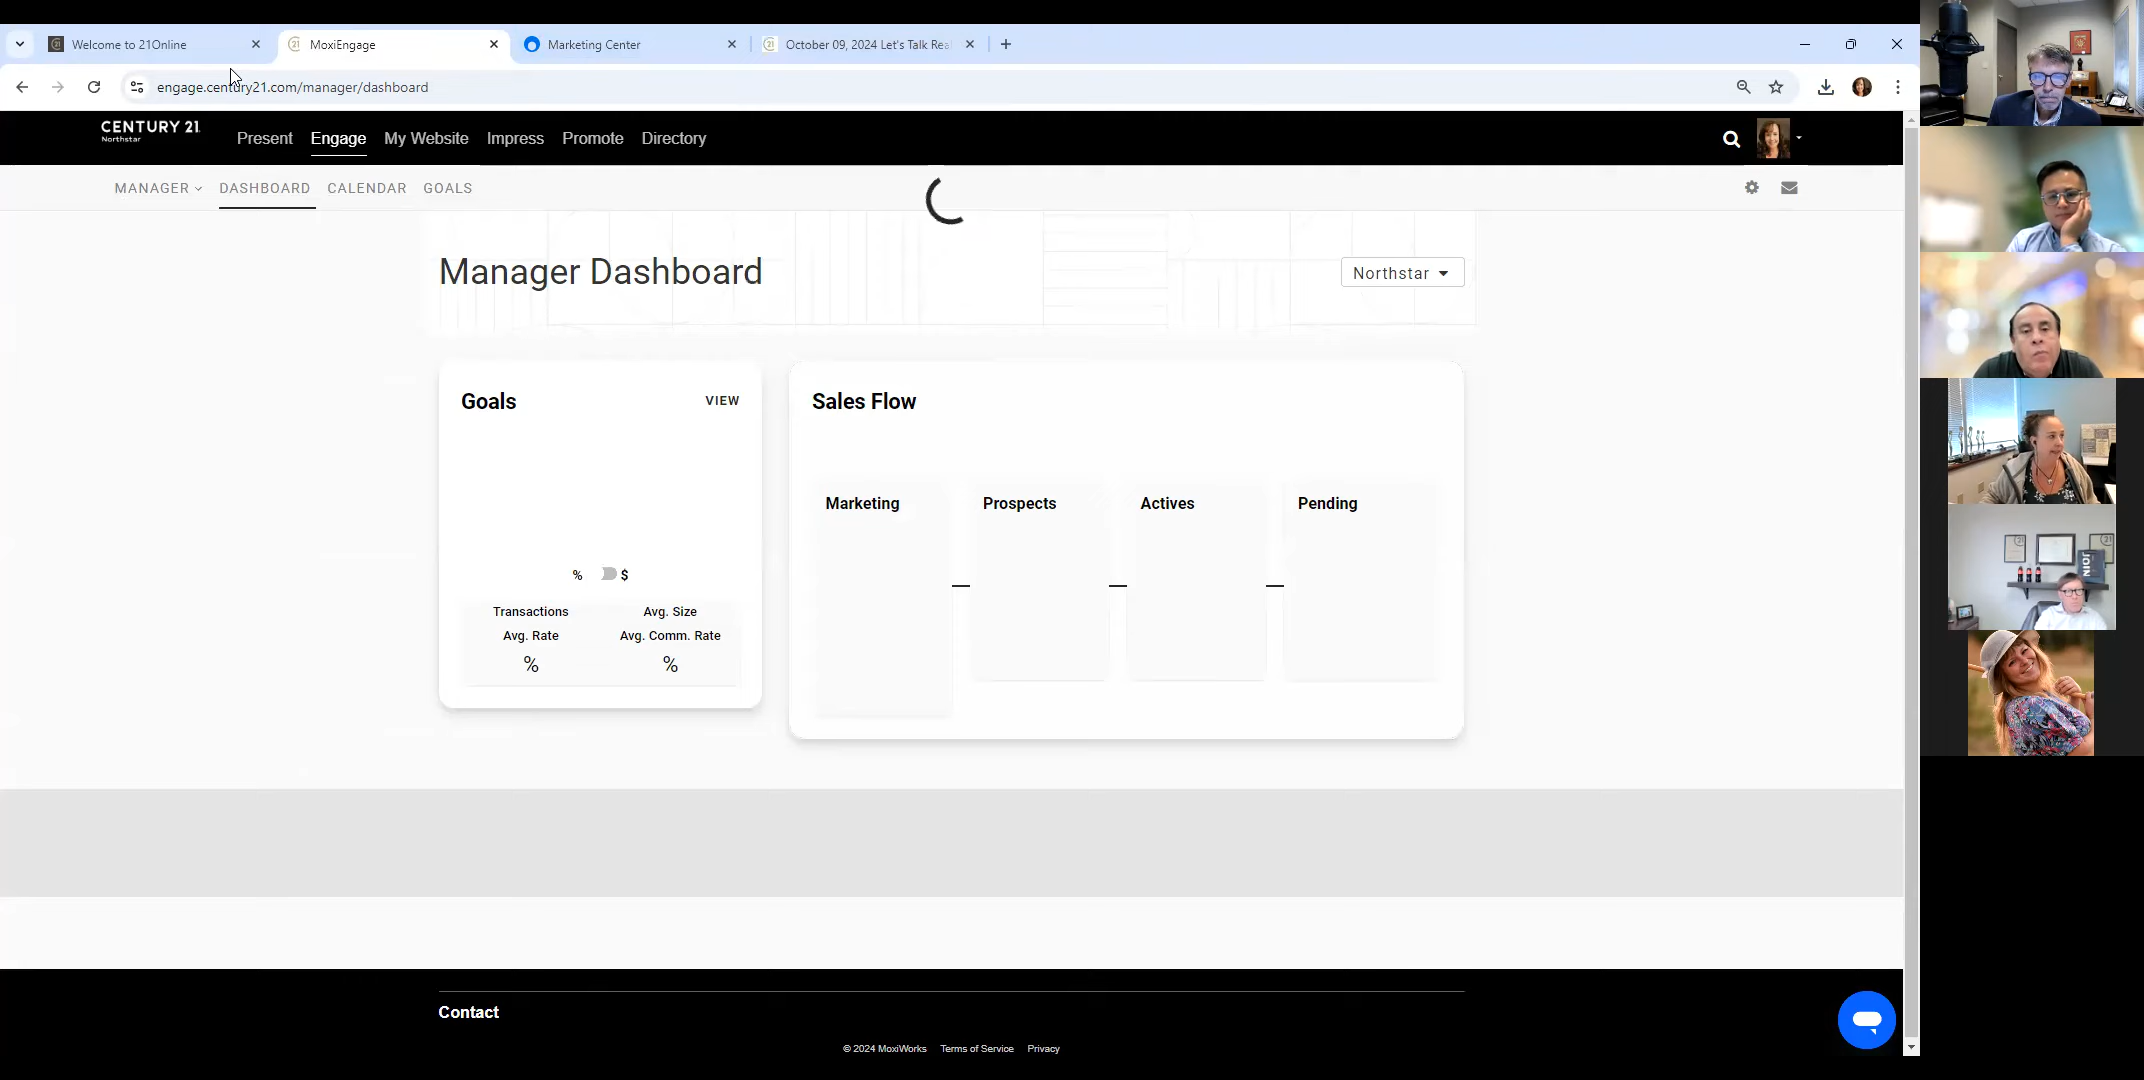 Welcome to 21Online
MoxiEngage
Marketing Center
October 09, 2024 Let's Talk Rea
engage.century21.com/manager/dashboard
CENTURY 21.
Northstar
Present
Engage
My Website
Impress
Promote
Directory
MANAGER
DASHBOARD
CALENDAR
GOALS
Manager Dashboard
Northstar
Goals
VIEW
% $
Transactions
Avg. Size
Avg. Rate
Avg. Comm. Rate
% %
Sales Flow
Marketing
Prospects
Actives
Pending
Contact
© 2024 MoxiWorks
Terms of Service
Privacy
JOIN